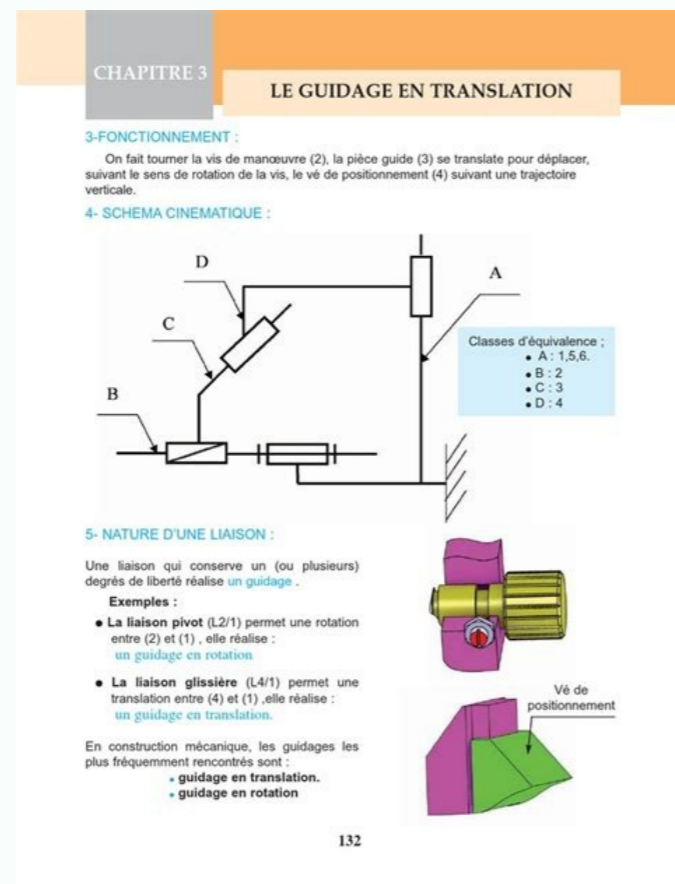 CHAPITRE 3
LE GUIDAGE EN TRANSLATION
3-FONCTIONNEMENT :
On fait tourner la vis de manœuvre (2), la pièce guide (3) se translate pour déplacer,
suivant le sens de rotation de la vis, le vé de positionnement (4) suivant une trajectoire
verticale.
4- SCHEMA CINEMATIQUE :
D
A
C
B
Classes d'équivalence ;
• A : 1,5,6.
• B : 2
• C : 3
• D : 4
5- NATURE D'UNE LIAISON :
Une liaison qui conserve un (ou plusieurs)
degrés de liberté réalise un guidage .
Exemples :
• La liaison pivot (L2/1) permet une rotation
entre (2) et (1) , elle réalise :
un guidage en rotation
• La liaison glissière (L4/1) permet une
translation entre (4) et (1) ,elle réalise :
un guidage en translation.
En construction mécanique, les guidages les
plus fréquemment rencontrés sont :
• guidage en translation.
• guidage en rotation
Vé de
positionnement
132